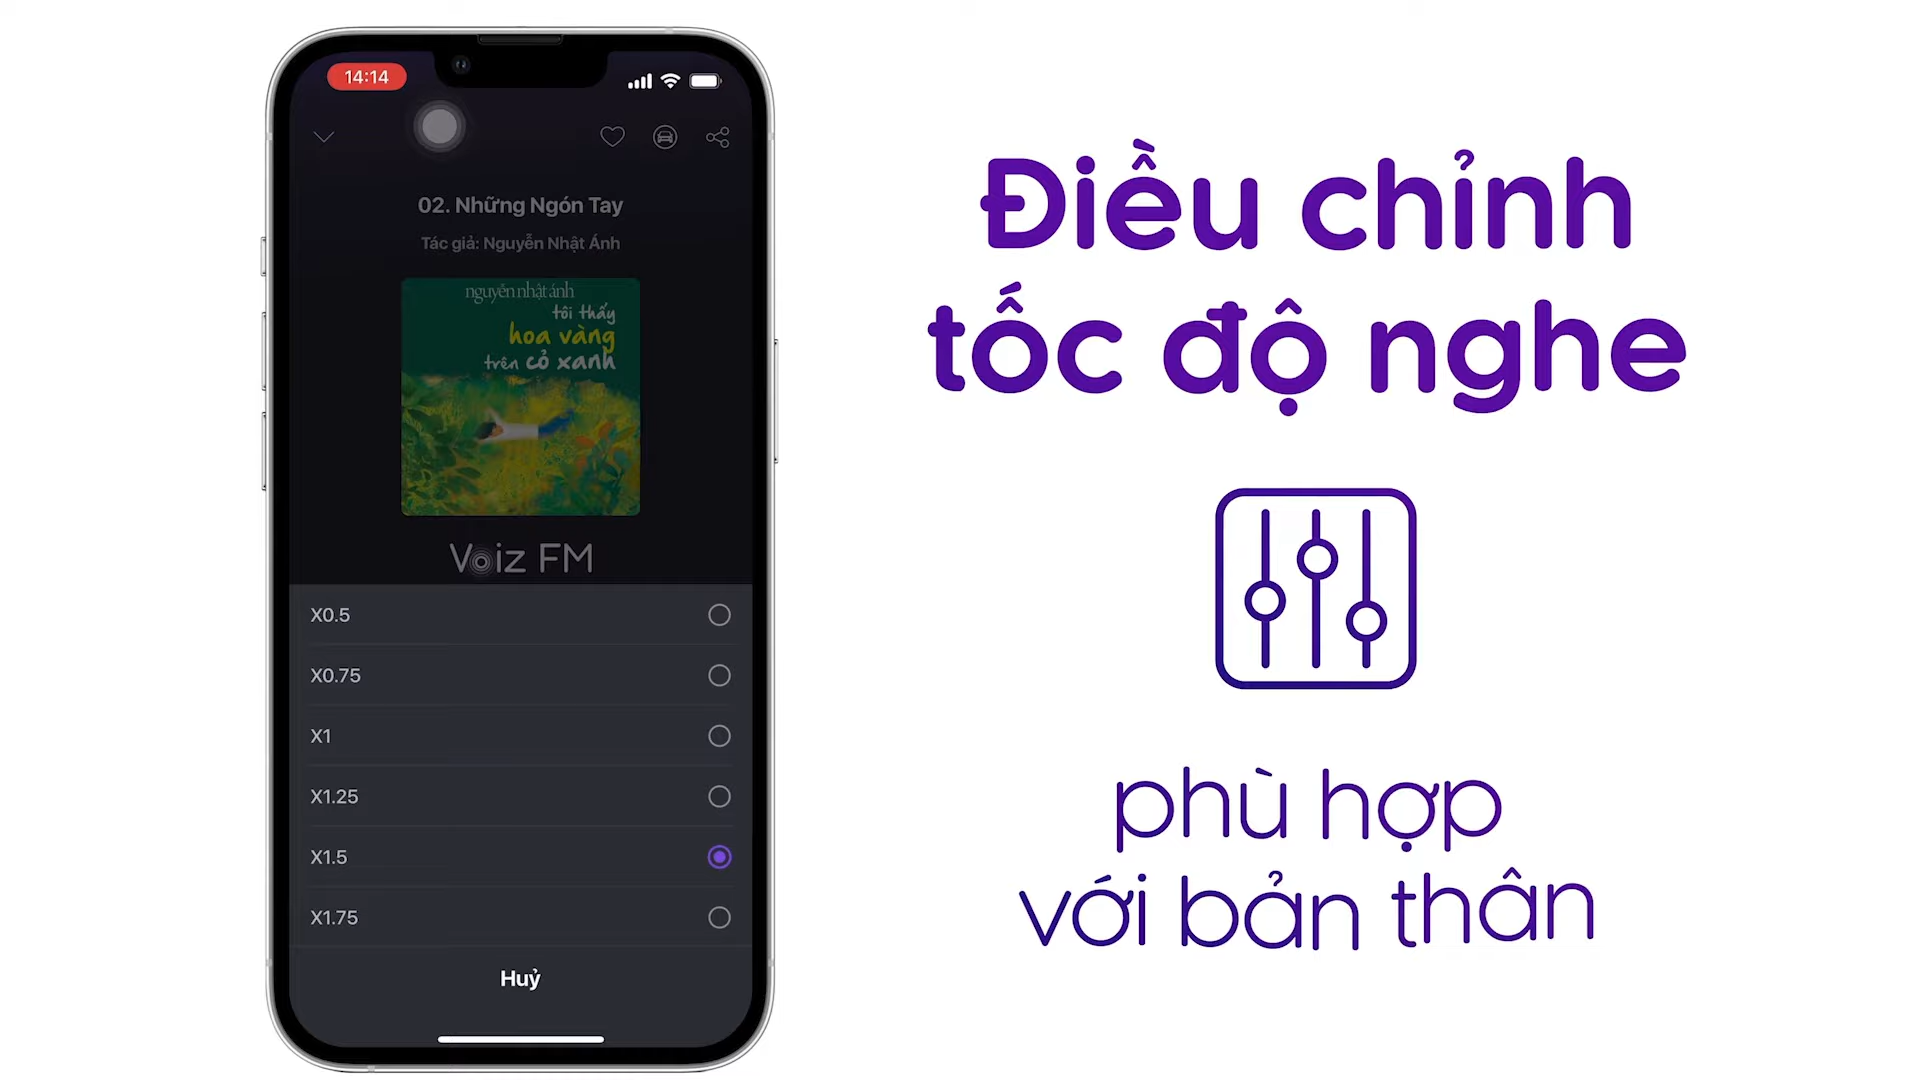 14:14
02. Những Ngón Tay
Tác giả: Nguyễn Nhật Ánh
nguyễn nhật ánh
tôi thấy
hoa vàng
trên cỏ xanh
Voiz FM
X0.5
X0.75
X1
X1.25
X1.5
X1.75
Huỷ
Điều chỉnh
tốc độ nghe
phù hợp
với bản thân